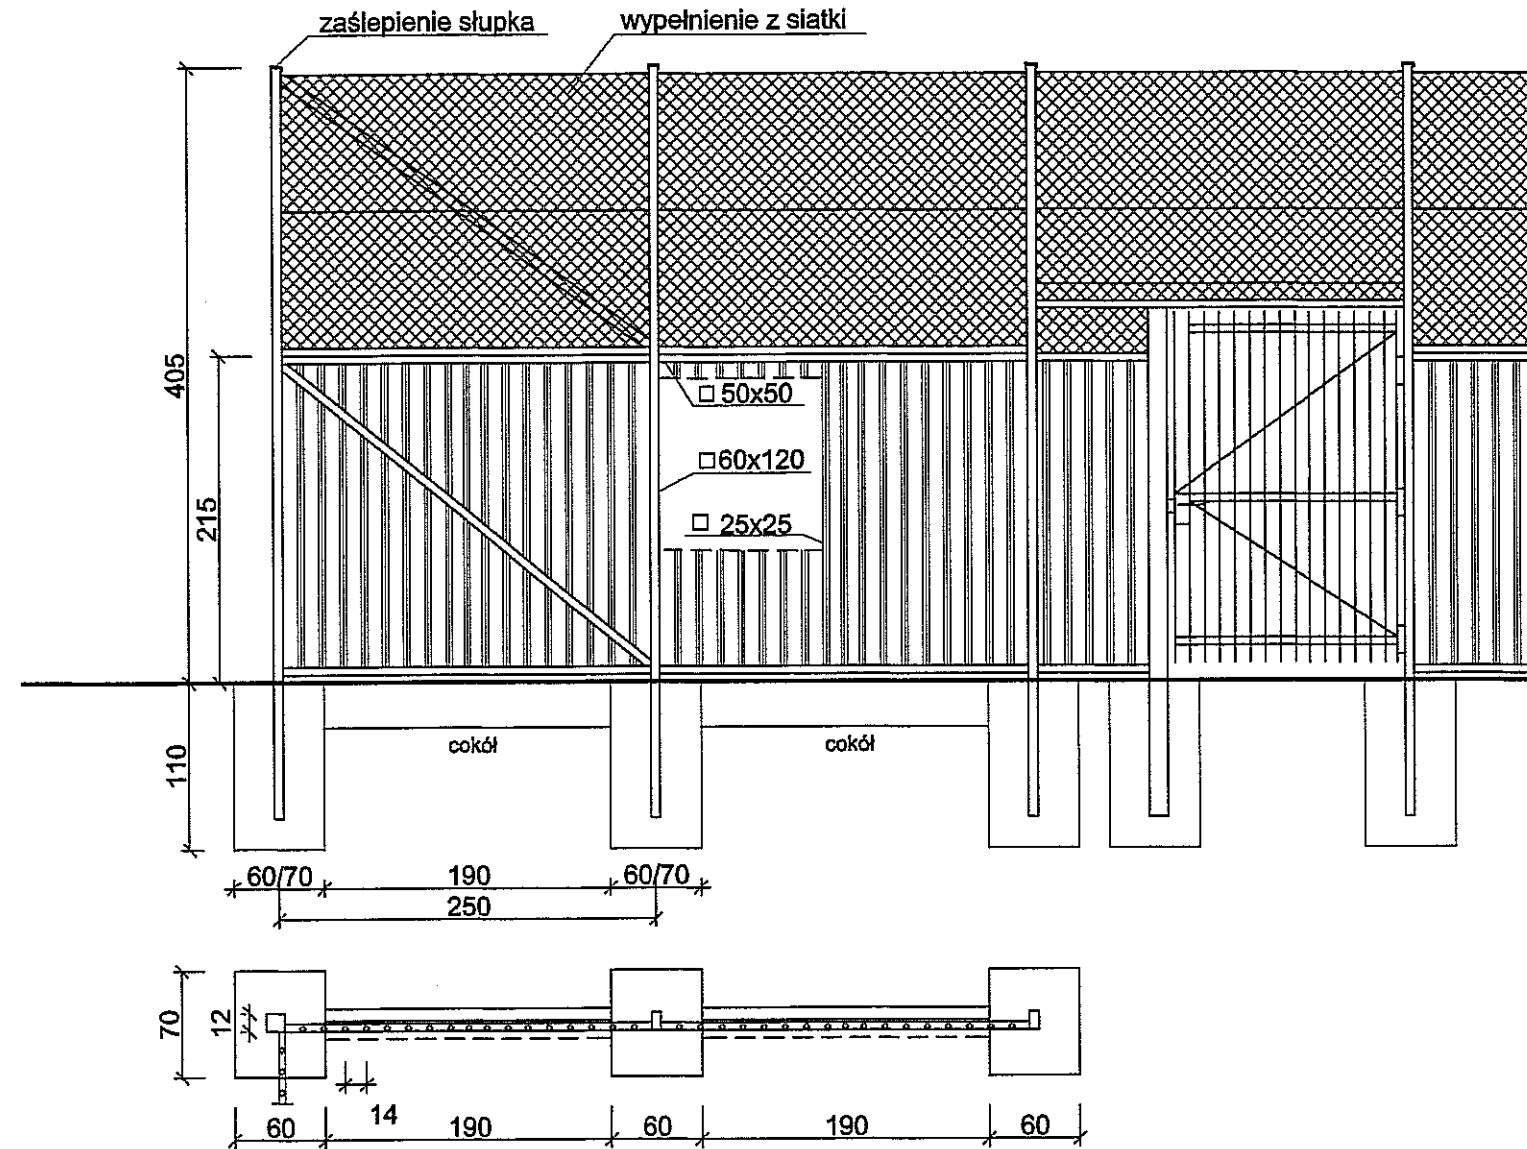 zaślepienie słupka
wypełnienie z siatki
405
215
□ 50x50
□60x120
□ 25x25
cokół
cokół
110
60/70
190
60/70
250
70
12
14
60
190
60
190
60